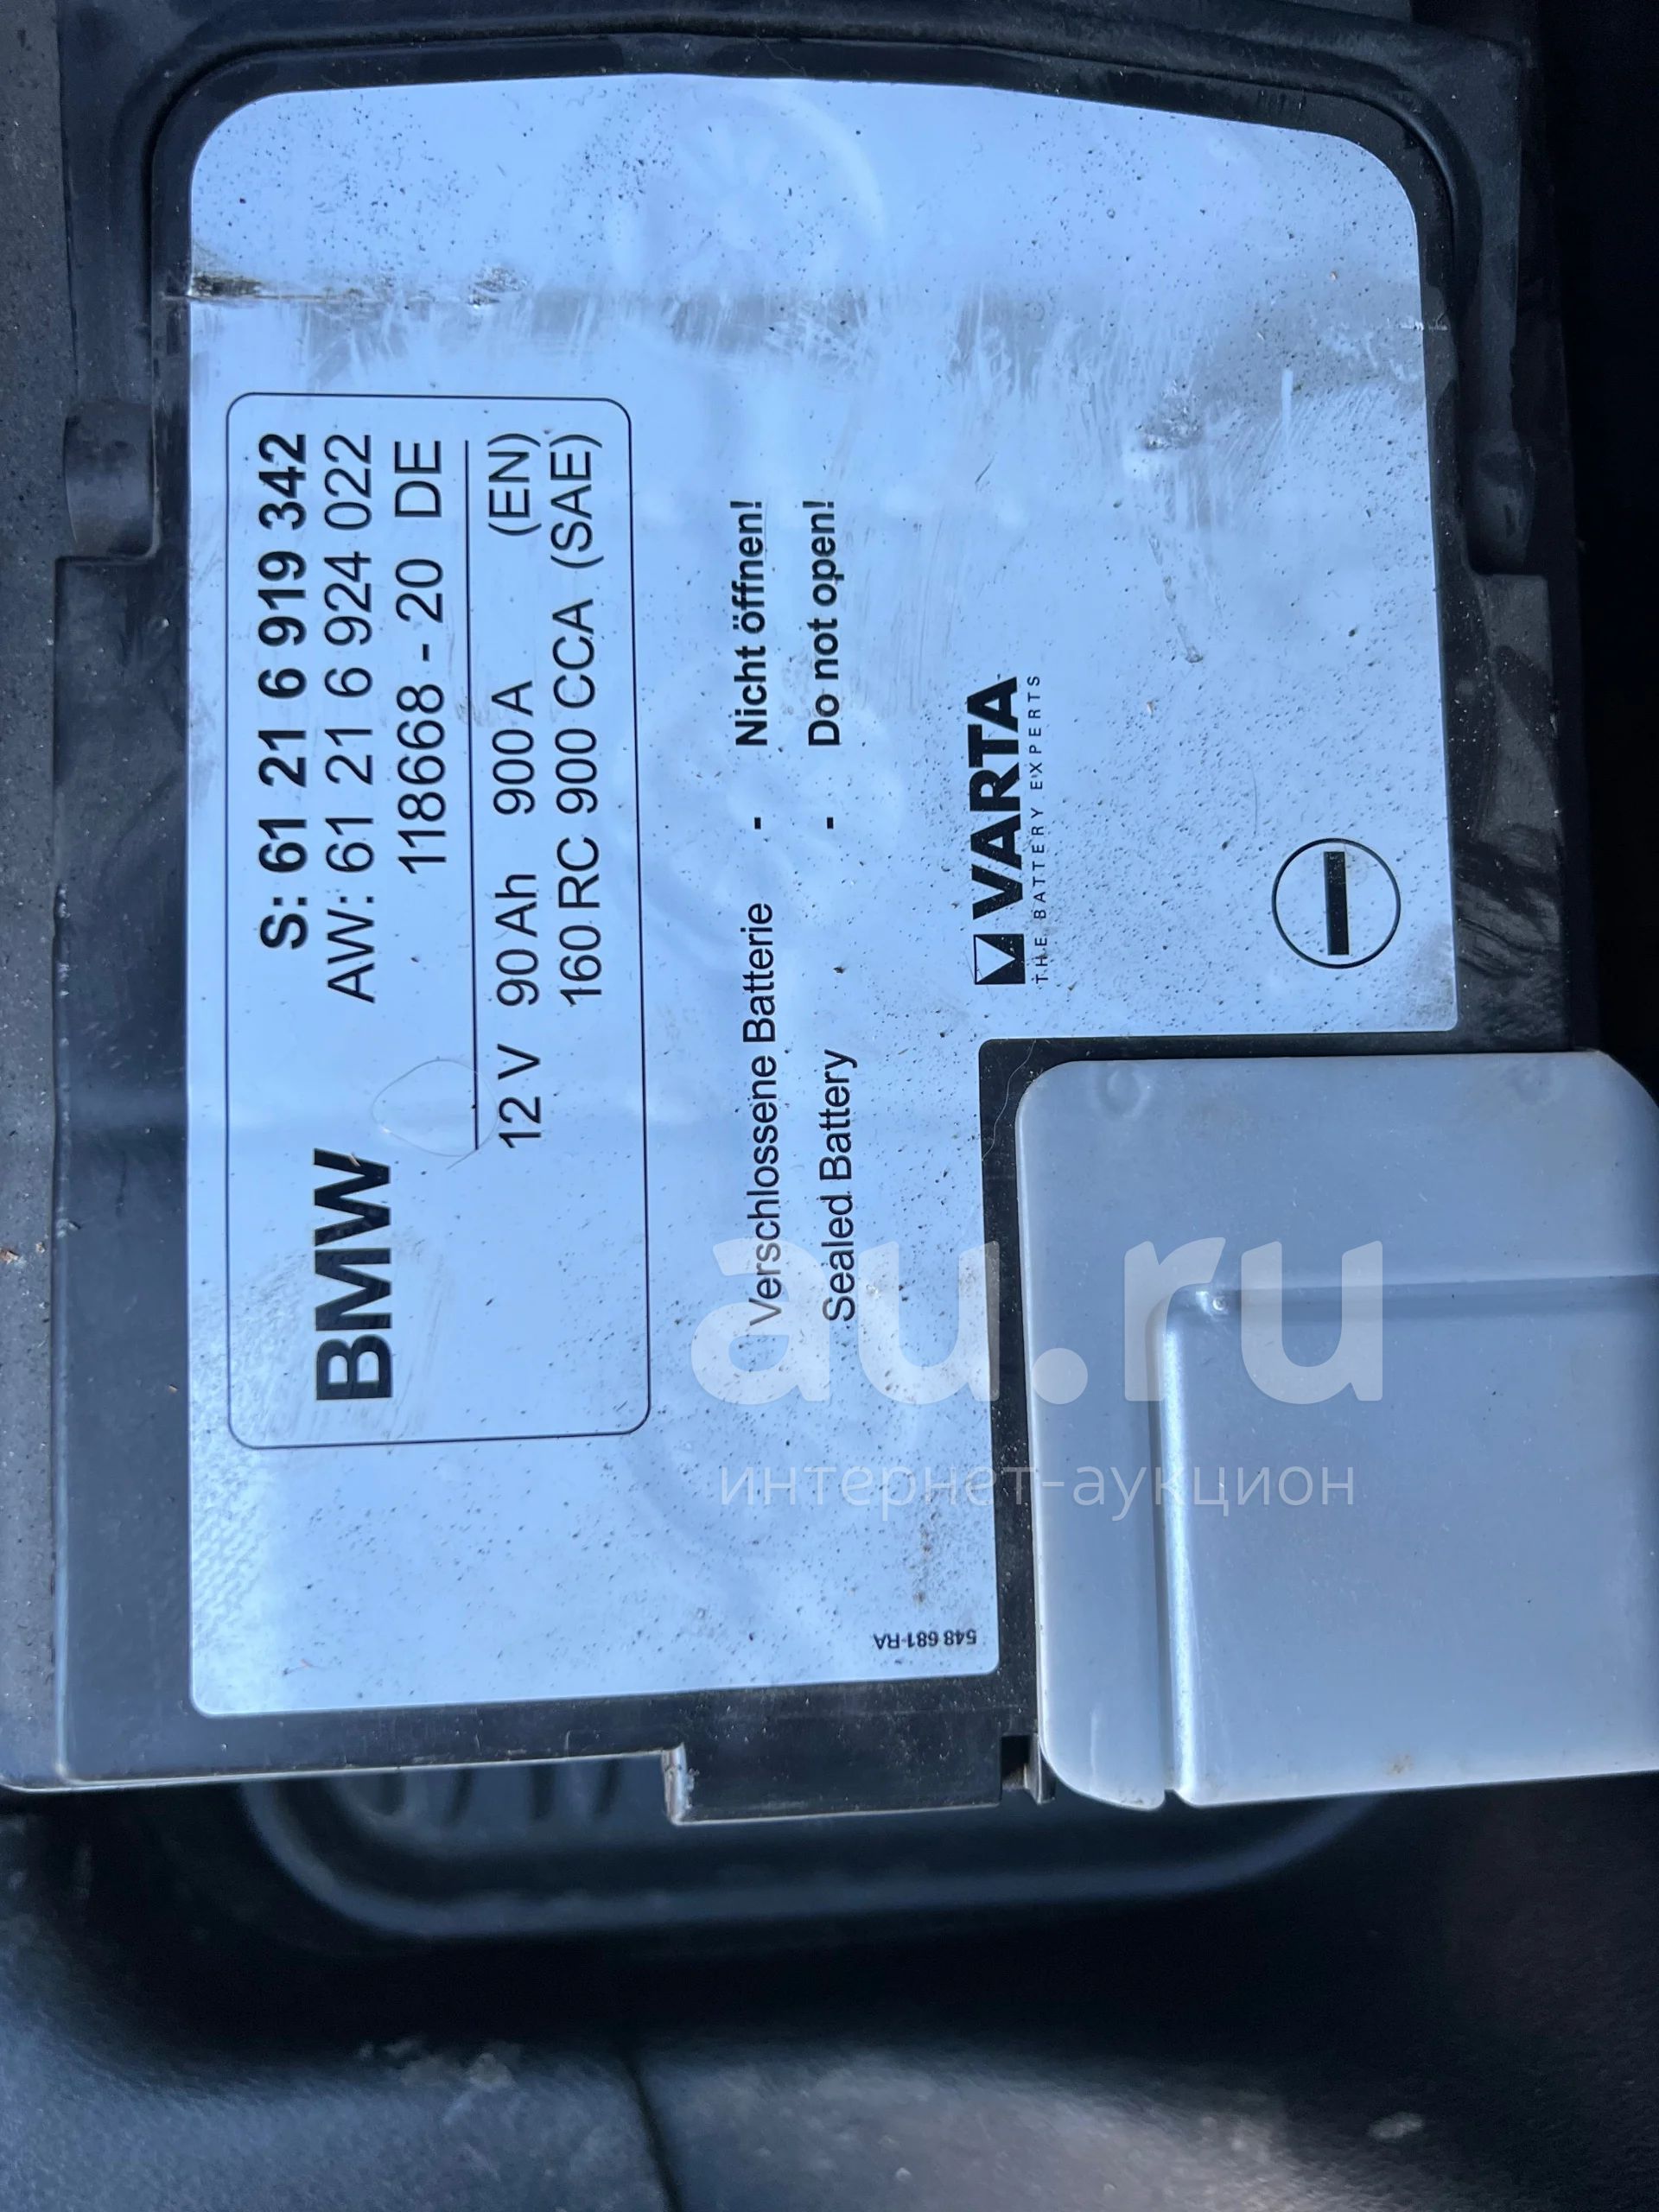 BMW
S: 61 21 6 919 342
AW: 61 21 6 924 022
118668 - 20 DE
12 V 90 Ah 900 A (EN)
160 RC 900 CCA (SAE)
Verschlossene Batterie - Nicht öffnen!
Sealed Battery - Do not open!
VARTA
THE BATTERY EXPERTS
548 681-RA
au.ru
интернет-аукцион